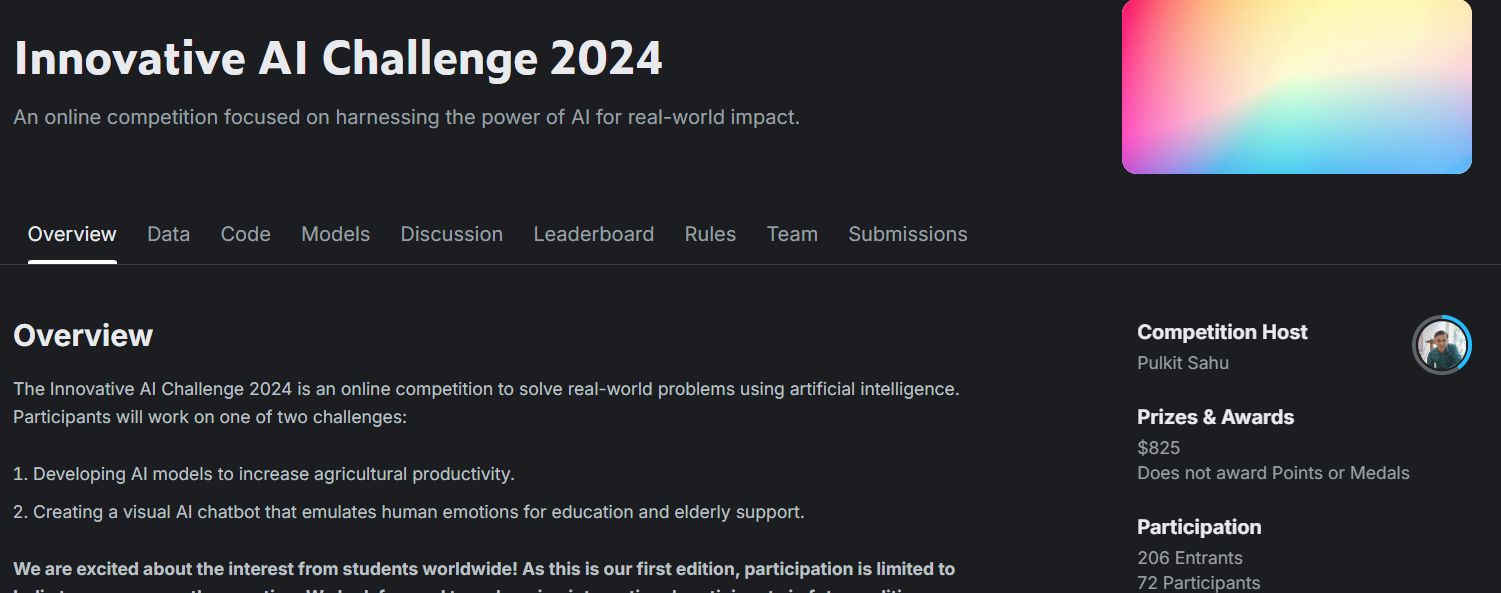 Innovative AI Challenge 2024
An online competition focused on harnessing the power of AI for real-world impact.
Overview Data Code Models Discussion Leaderboard Rules Team Submissions
Overview
The Innovative AI Challenge 2024 is an online competition to solve real-world problems using artificial intelligence.
Participants will work on one of two challenges:
1. Developing AI models to increase agricultural productivity.
2. Creating a visual AI chatbot that emulates human emotions for education and elderly support.
We are excited about the interest from students worldwide! As this is our first edition, participation is limited to
Competition Host
Pulkit Sahu
Prizes & Awards
$825
Does not award Points or Medals
Participation
206 Entrants
72 Participants